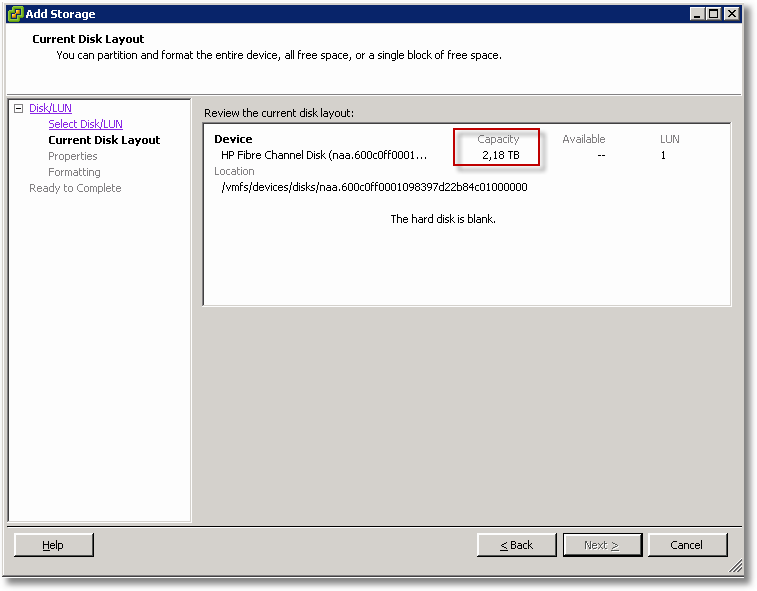 Add Storage
Current Disk Layout
You can partition and format the entire device, all free space, or a single block of free space.
Disk/LUN
Select Disk/LUN
Current Disk Layout
Properties
Formatting
Ready to Complete
Review the current disk layout:
Device Capacity Available LUN
HP Fibre Channel Disk (naa.600c0ff0001... 2,18 TB -- 1
Location
/vmfs/devices/disks/naa.600c0ff0001098397d22b84c01000000
The hard disk is blank.
Help < Back Next > Cancel